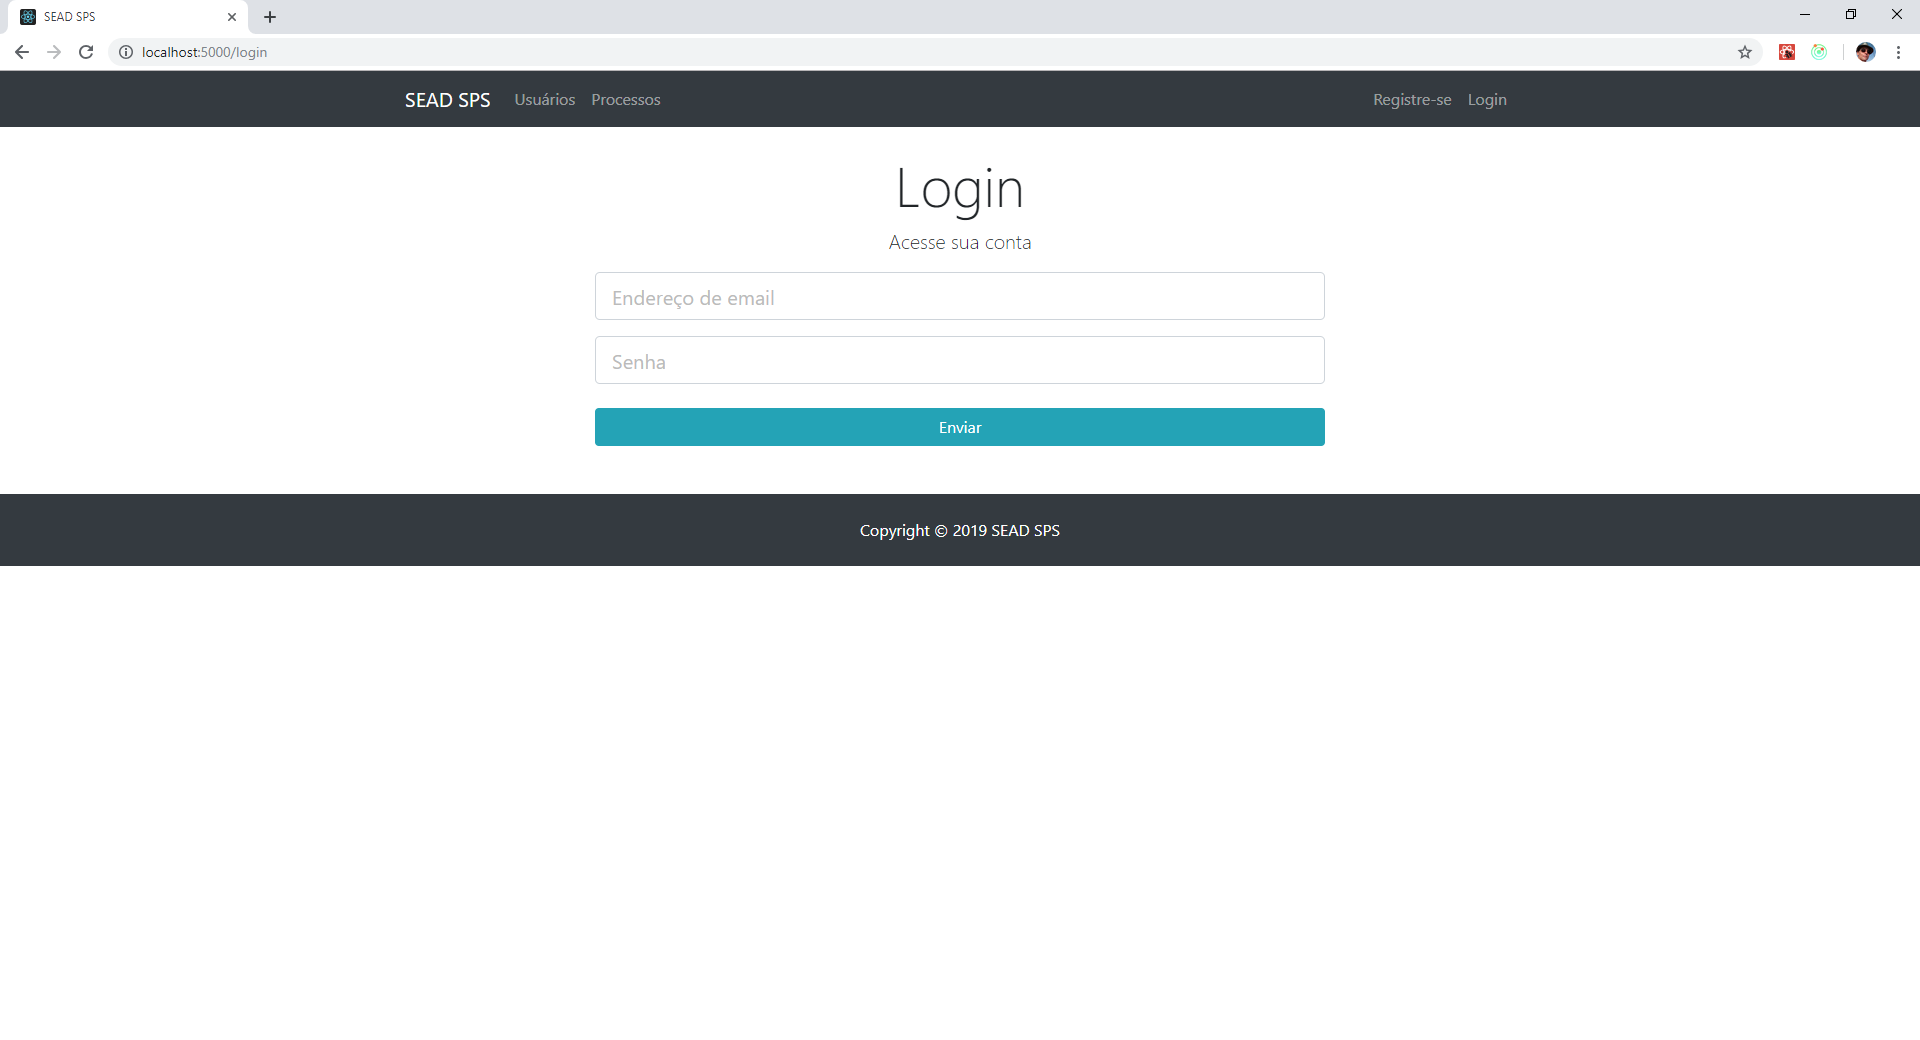 SEAD SPS
localhost:5000/login
SEAD SPS Usuários Processos Registre-se Login
Login
Acesse sua conta
Endereço de email
Senha
Enviar
Copyright © 2019 SEAD SPS